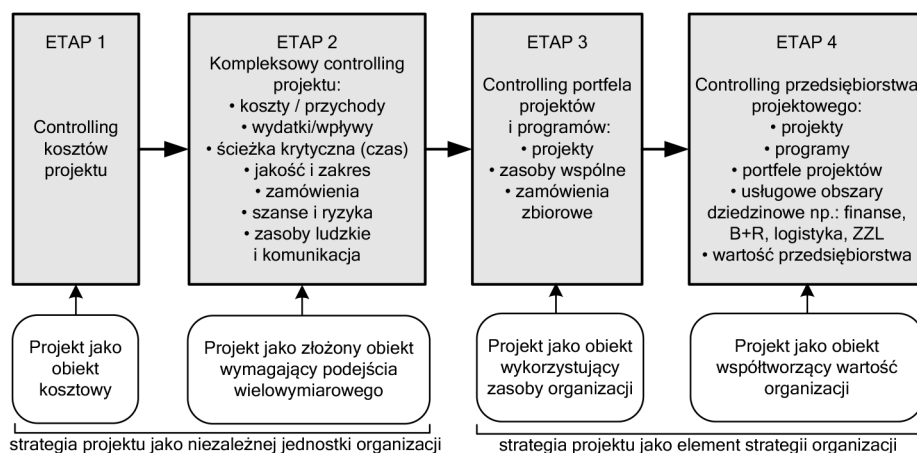 ETAP 1
Controlling
kosztów
projektu
ETAP 2
Kompleksowy controlling
projektu:
• koszty / przychody
• wydatki/wpływy
• ścieżka krytyczna (czas)
• jakość i zakres
• zamówienia
• szanse i ryzyka
• zasoby ludzkie
i komunikacja
ETAP 3
Controlling portfela
projektów
i programów:
• projekty
• zasoby wspólne
• zamówienia
zbiorowe
ETAP 4
Controlling przedsiębiorstwa
projektowego:
• projekty
• programy
• portfele projektów
• usługowe obszary
dziedzinowe np.: finanse,
B+R, logistyka, ZZL
• wartość przedsiębiorstwa
Projekt jako
obiekt
kosztowy
Projekt jako złożony obiekt
wymagający podejścia
wielowymiarowego
Projekt jako obiekt
wykorzystujący
zasoby organizacji
Projekt jako obiekt
współtworzący wartość
organizacji
strategia projektu jako niezależnej jednostki organizacji
strategia projektu jako element strategii organizacji